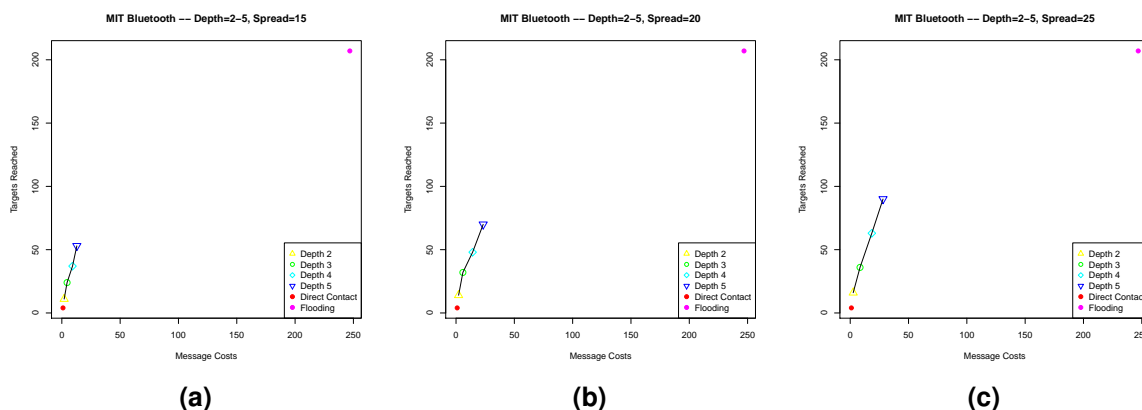 MIT Bluetooth −− Depth=2−5, Spread=15
Targets Reached
0 50 100 150 200
0 50 100 150 200 250
Message Costs
Depth 2
Depth 3
Depth 4
Depth 5
Direct Contact
Flooding
(a)
MIT Bluetooth −− Depth=2−5, Spread=20
Targets Reached
0 50 100 150 200
0 50 100 150 200 250
Message Costs
Depth 2
Depth 3
Depth 4
Depth 5
Direct Contact
Flooding
(b)
MIT Bluetooth −− Depth=2−5, Spread=25
Targets Reached
0 50 100 150 200
0 50 100 150 200 250
Message Costs
Depth 2
Depth 3
Depth 4
Depth 5
Direct Contact
Flooding
(c)